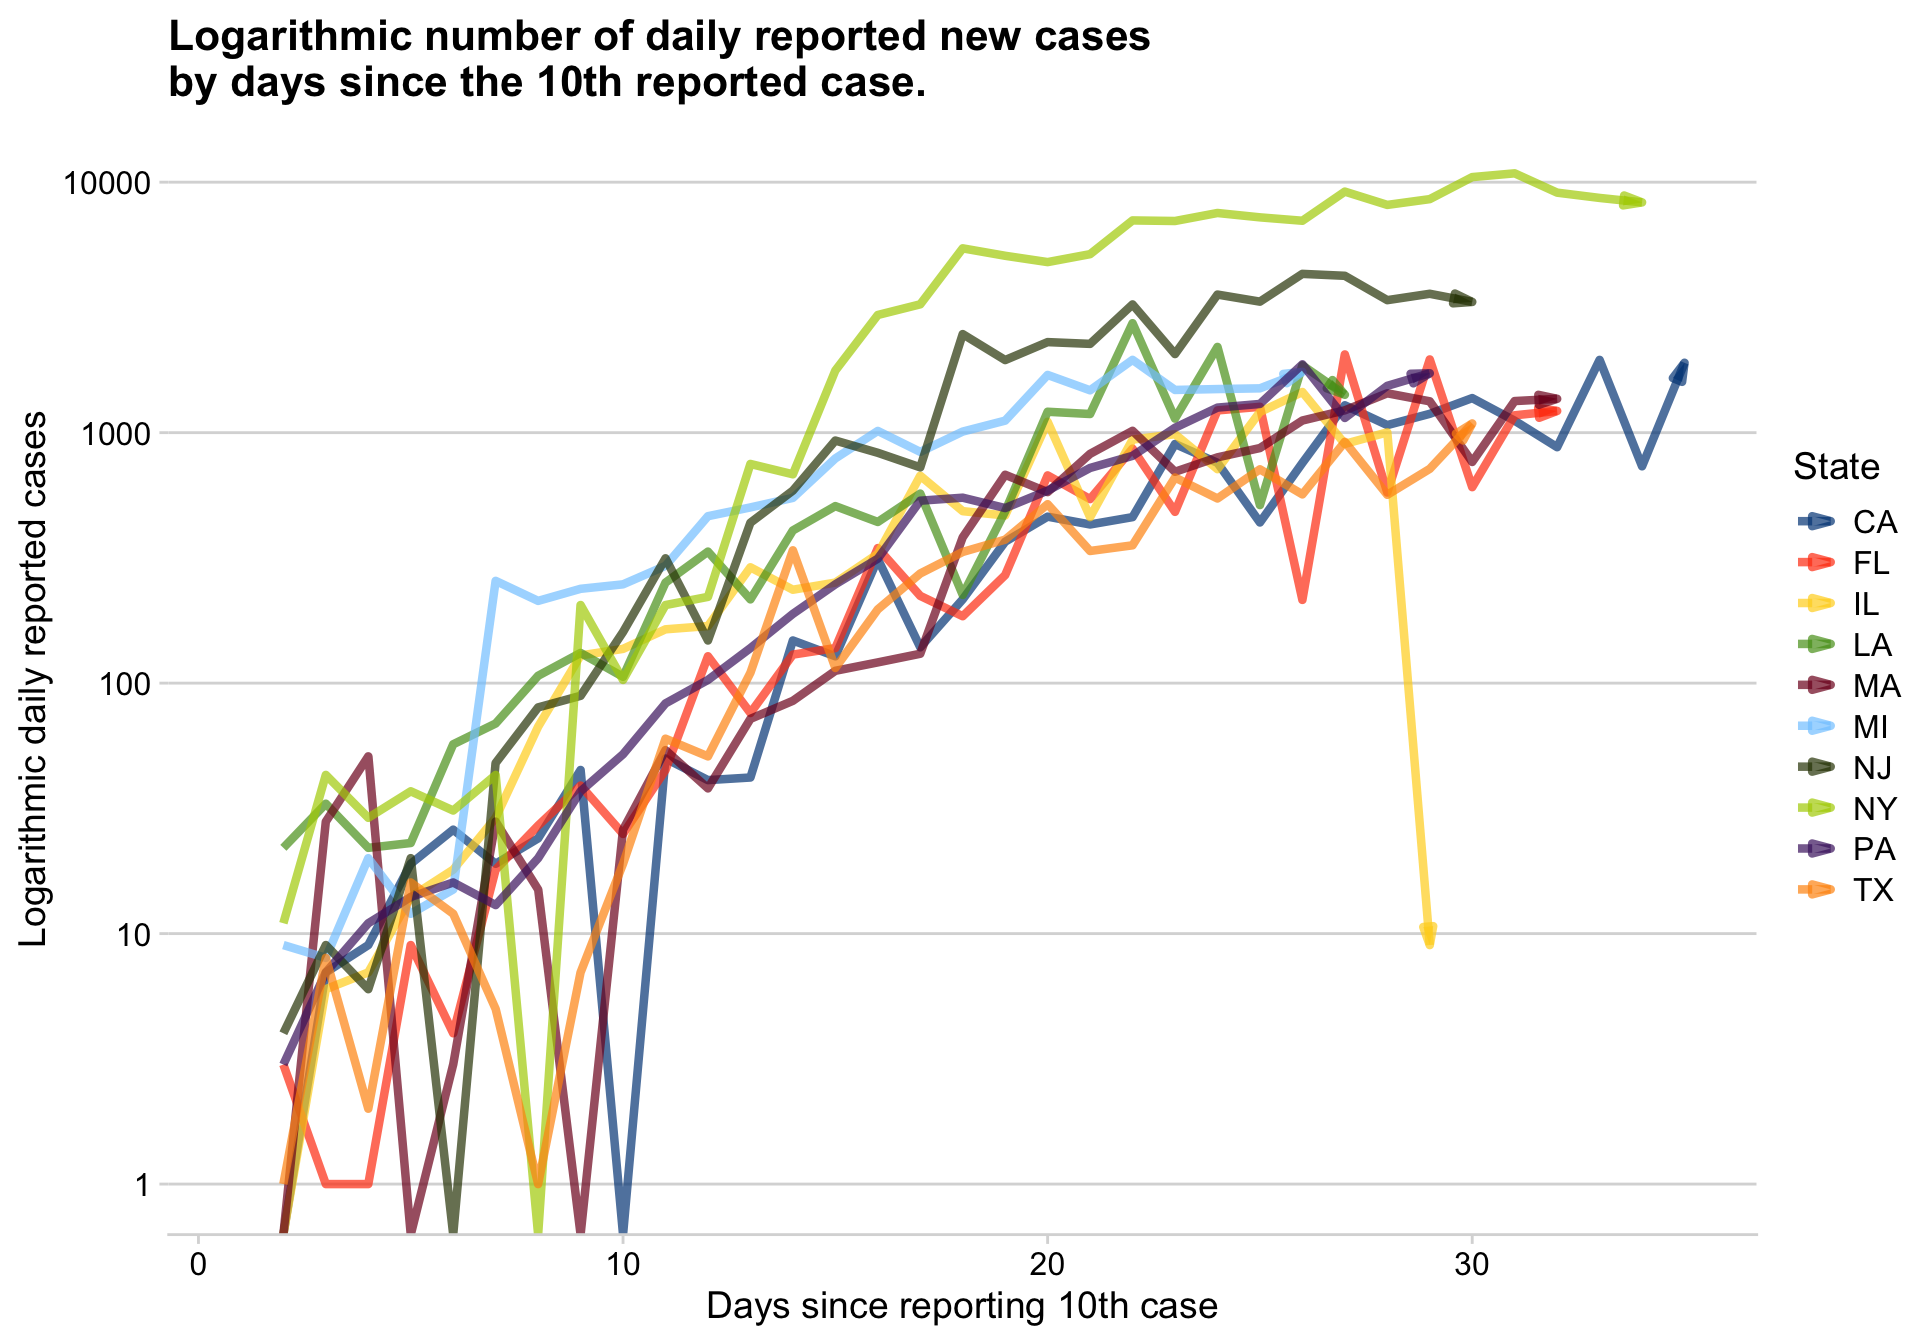 Logarithmic number of daily reported new cases
by days since the 10th reported case.
Logarithmic daily reported cases
10000
1000
100
10
1
0
10
20
30
Days since reporting 10th case
State
CA
FL
IL
LA
MA
MI
NJ
NY
PA
TX